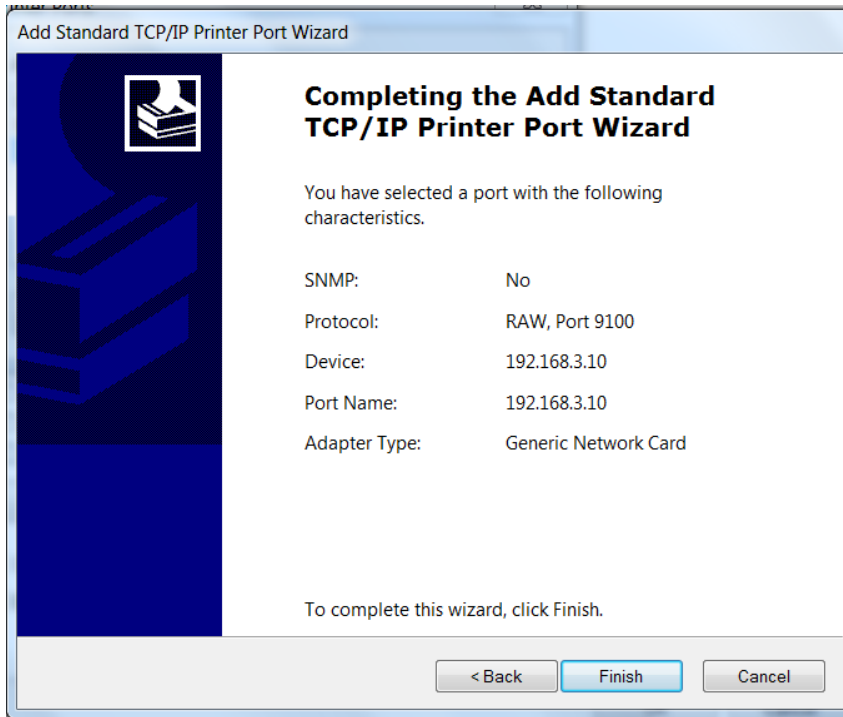 Add Standard TCP/IP Printer Port Wizard
Completing the Add Standard
TCP/IP Printer Port Wizard
You have selected a port with the following
characteristics.
SNMP: No
Protocol: RAW, Port 9100
Device: 192.168.3.10
Port Name: 192.168.3.10
Adapter Type: Generic Network Card
To complete this wizard, click Finish.
< Back Finish Cancel